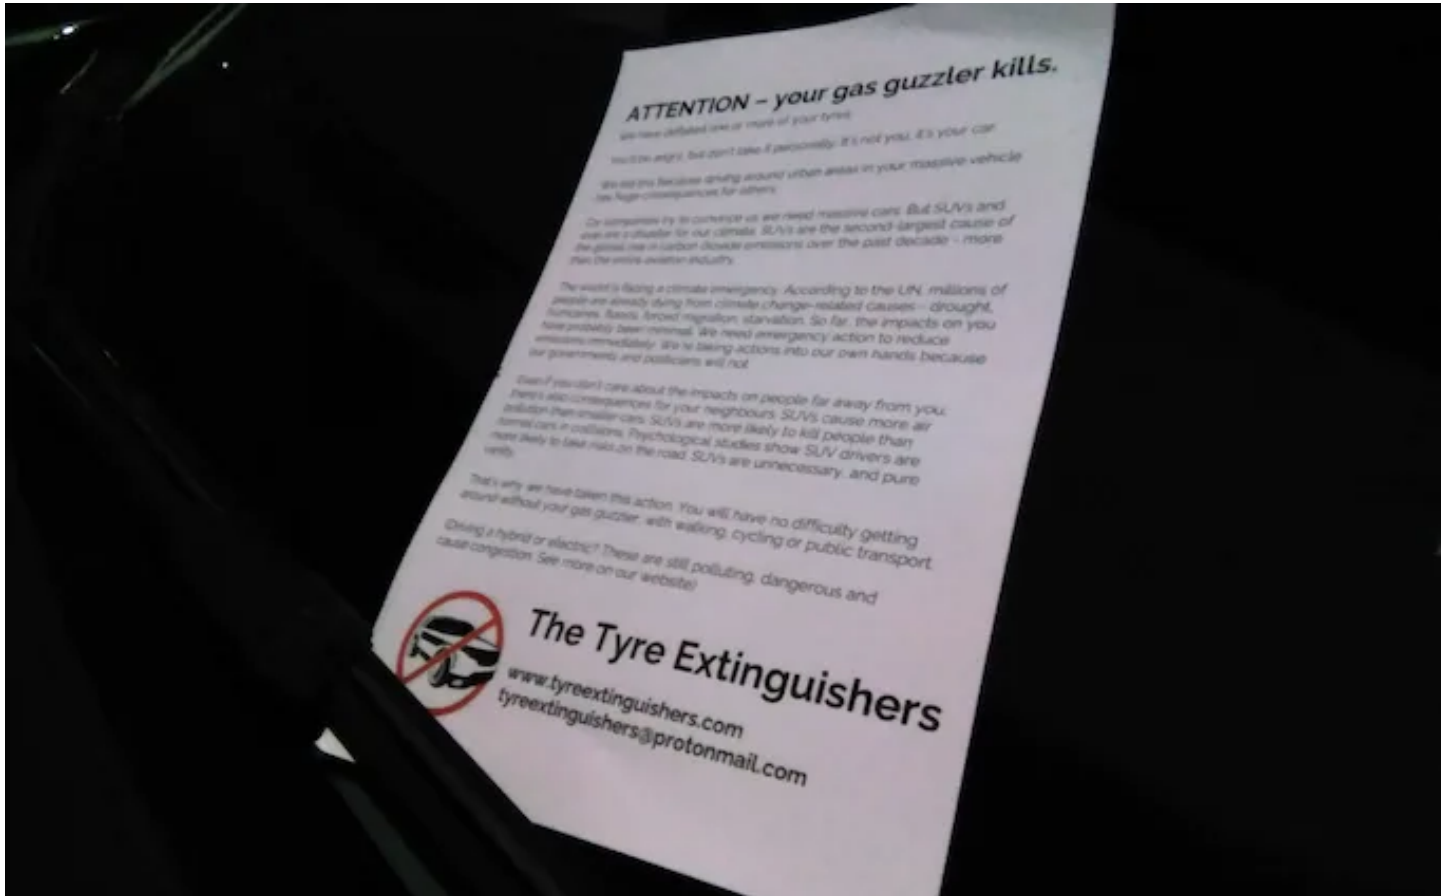 ATTENTION – your gas guzzler kills.
We have deflated one or more of your tyres.
You'll be angry, but don't take it personally. It's not you, it's your car.
We did this because driving around urban areas in your massive vehicle
has huge consequences for others.
Car companies try to convince us we need massive cars. But SUVs and
are a disaster for our climate. SUVs are the second-largest cause of
the global rise in carbon dioxide emissions over the past decade – more
than the entire aviation industry.
The world is facing a climate emergency. According to the UN, millions of
people are already dying from climate change-related causes - drought,
hurricanes, floods, forced migration, starvation. So far, the impacts on you
have probably been minimal. We need emergency action to reduce
emissions immediately. We're taking actions into our own hands because
our governments and politicians will not.
Even if you don't care about the impacts on people far away from you,
there's also consequences for your neighbours. SUVs cause more air
pollution than smaller cars. SUVs are more likely to kill people than
normal cars in collisions. Psychological studies show SUV drivers are
more likely to take risks on the road. SUVs are unnecessary, and pure
vanity.
That's why we have taken this action. You will have no difficulty getting
around without your gas guzzler, with walking, cycling or public transport.
(Driving a hybrid or electric? These are still polluting, dangerous and
cause congestion. See more on our website)
The Tyre Extinguishers
www.tyreextinguishers.com
tyreextinguishers@protonmail.com